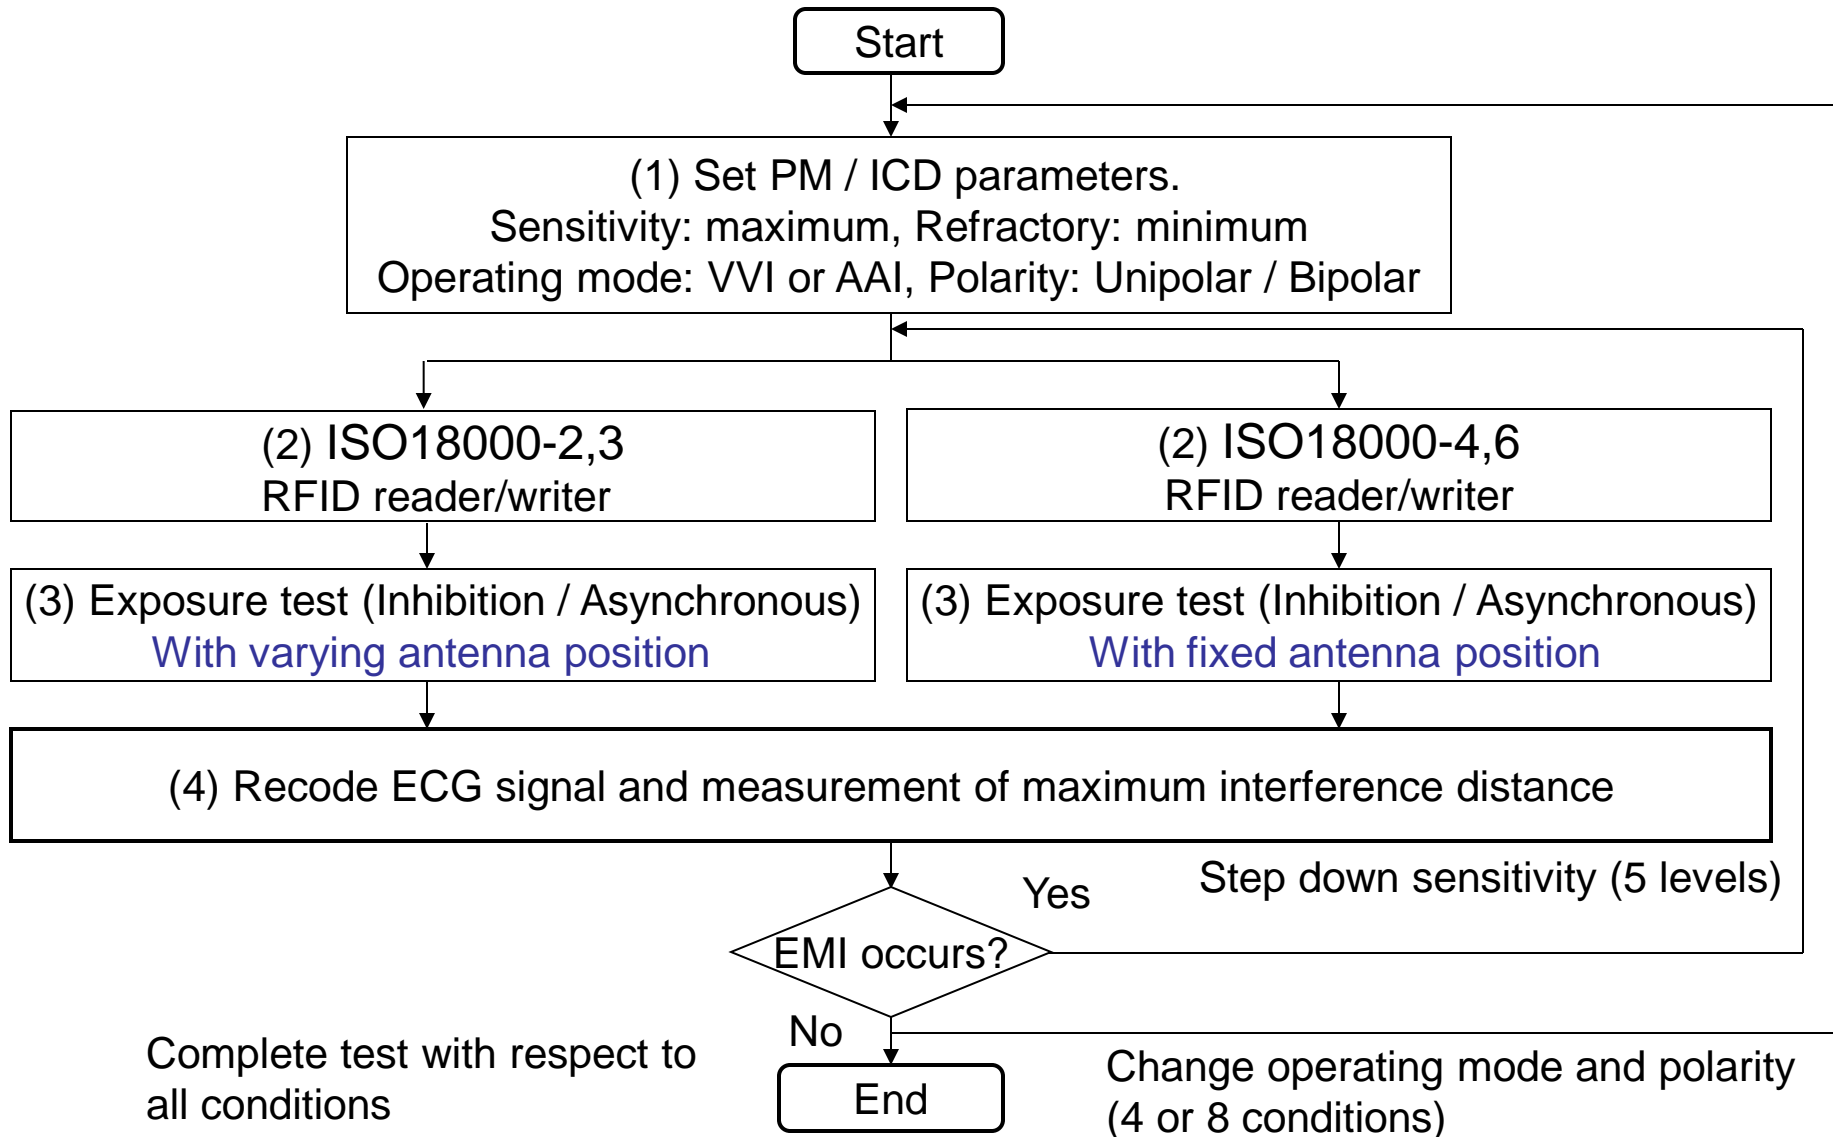 Start
(1) Set PM / ICD parameters.
Sensitivity: maximum, Refractory: minimum
Operating mode: VVI or AAI, Polarity: Unipolar / Bipolar
(2) ISO18000-2,3
RFID reader/writer
(2) ISO18000-4,6
RFID reader/writer
(3) Exposure test (Inhibition / Asynchronous)
With varying antenna position
(3) Exposure test (Inhibition / Asynchronous)
With fixed antenna position
(4) Recode ECG signal and measurement of maximum interference distance
Yes
Step down sensitivity (5 levels)
EMI occurs?
No
Complete test with respect to
all conditions
End
Change operating mode and polarity
(4 or 8 conditions)